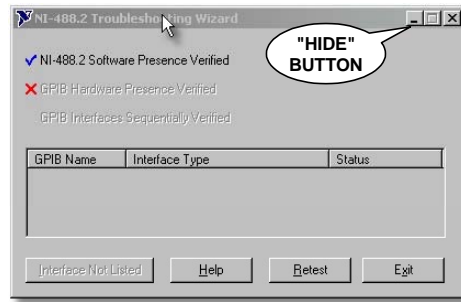 NI-488.2 Troubleshooting Wizard
"HIDE"
BUTTON
NI-488.2 Software Presence Verified
GPIB Hardware Presence Verified
GPIB Interfaces Sequentially Verified
GPIB Name Interface Type Status
Interface Not Listed Help Retest Exit